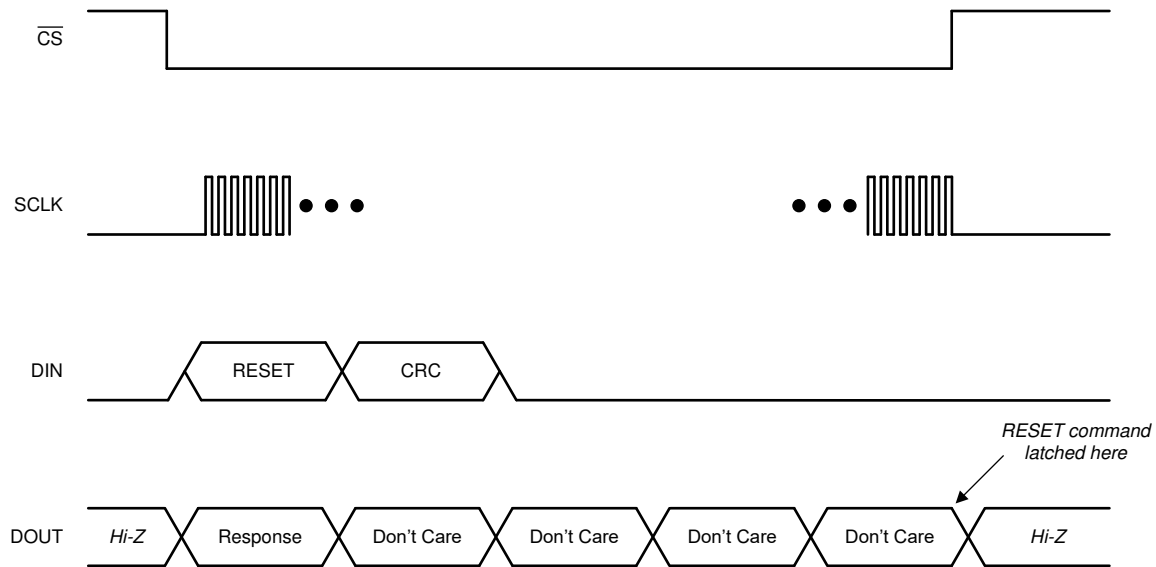 CS
SCLK
DIN
RESET
CRC
RESET command
latched here
DOUT
Hi-Z
Response
Don't Care
Don't Care
Don't Care
Don't Care
Hi-Z